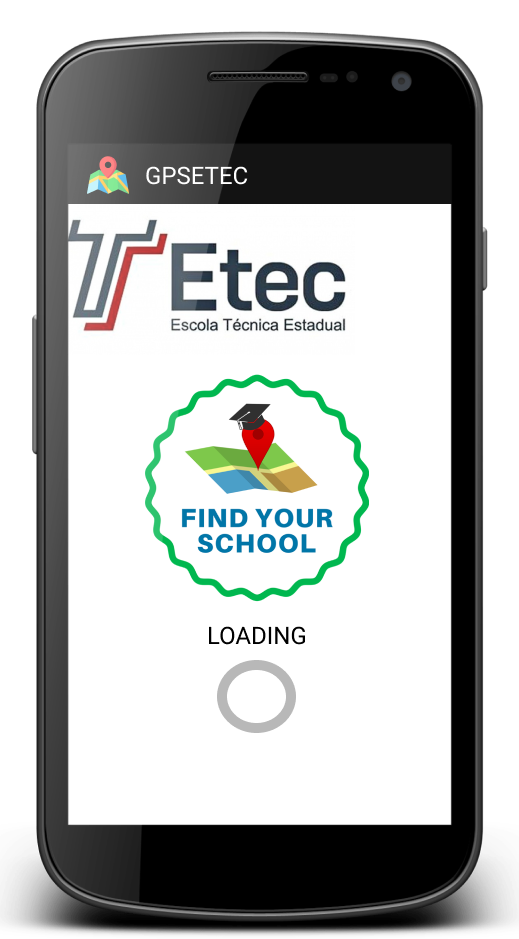 GPSETEC
Etec
Escola Técnica Estadual
FIND YOUR
SCHOOL
LOADING